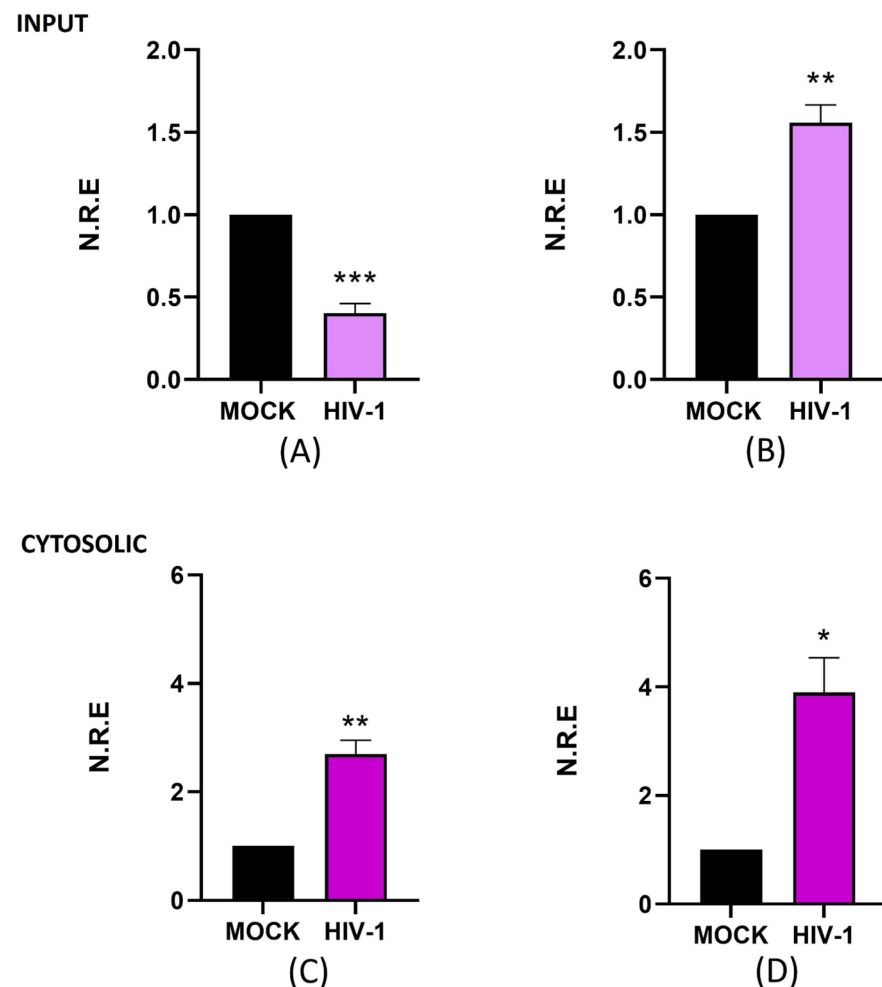 INPUT
2.0
1.5
1.0
0.5
0.0
N.R.E
***
MOCK HIV-1
(A)
2.0
1.5
1.0
0.5
0.0
N.R.E
**
MOCK HIV-1
(B)
CYTOSOLIC
6
4
2
0
N.R.E
**
MOCK HIV-1
(C)
6
4
2
0
N.R.E
*
MOCK HIV-1
(D)